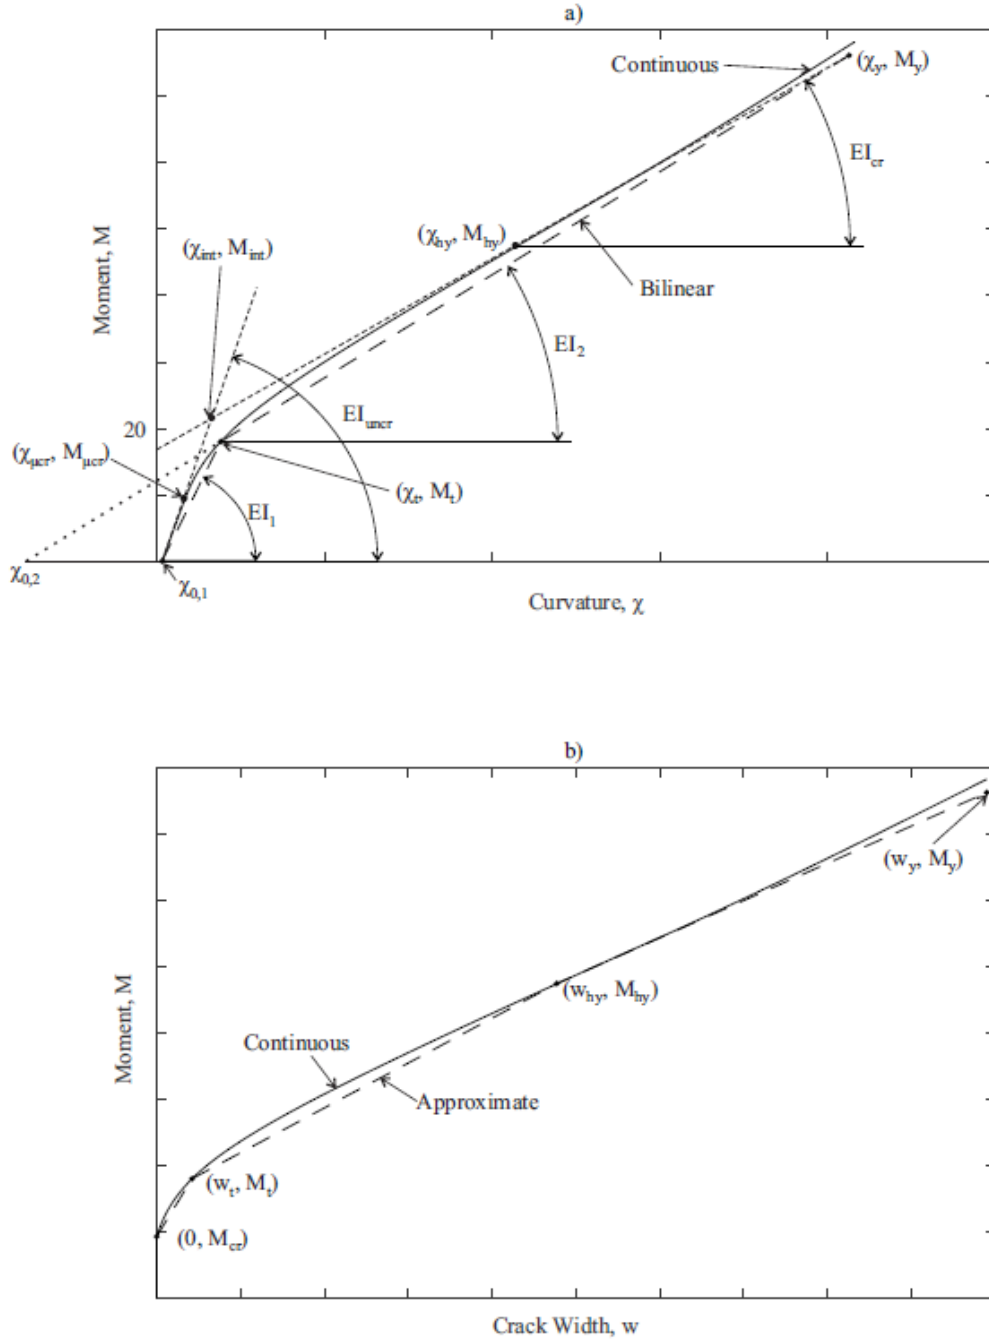 a)
Continuous
(χy, My)
EIcr
(χhy, Mhy)
(χint, Mint)
Bilinear
Moment, M
EI2
20
EIuncr
(χμcr, Mμcr)
(χt, Mt)
EI1
χ0,2
χ0,1
Curvature, χ
b)
(wy, My)
(why, Mhy)
Moment, M
Continuous
Approximate
(wt, Mt)
(0, Mcr)
Crack Width, w